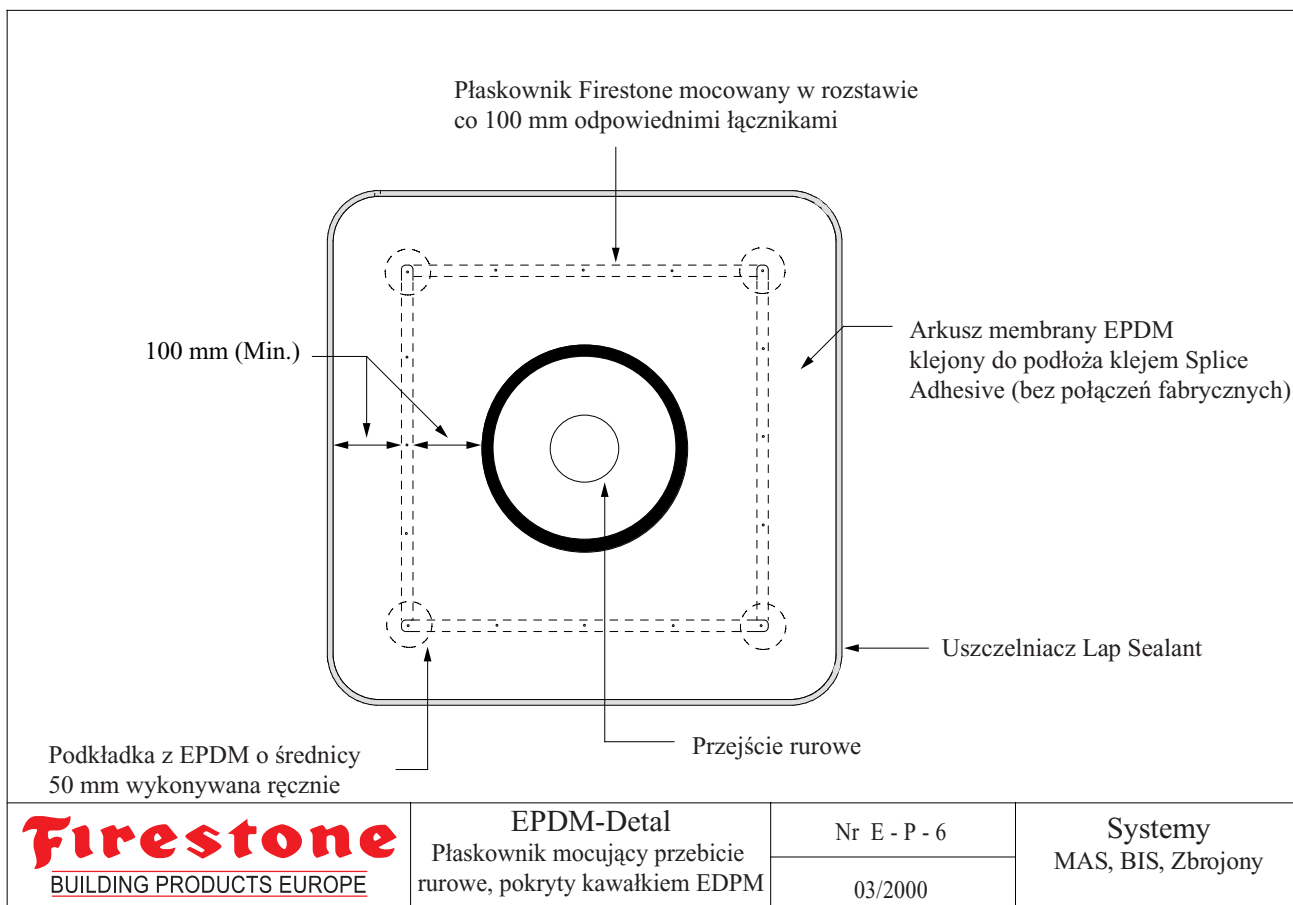 Płaskownik Firestone mocowany w rozstawie
co 100 mm odpowiednimi łącznikami
100 mm (Min.)
Arkusz membrany EPDM
klejony do podłoża klejem Splice
Adhesive (bez połączeń fabrycznych)
Uszczelniacz Lap Sealant
Przejście rurowe
Podkładka z EPDM o średnicy
50 mm wykonywana ręcznie
Firestone
BUILDING PRODUCTS EUROPE
EPDM-Detal
Płaskownik mocujący przebicie
rurowe, pokryty kawałkiem EDPM
Nr E - P - 6
03/2000
Systemy
MAS, BIS, Zbrojony